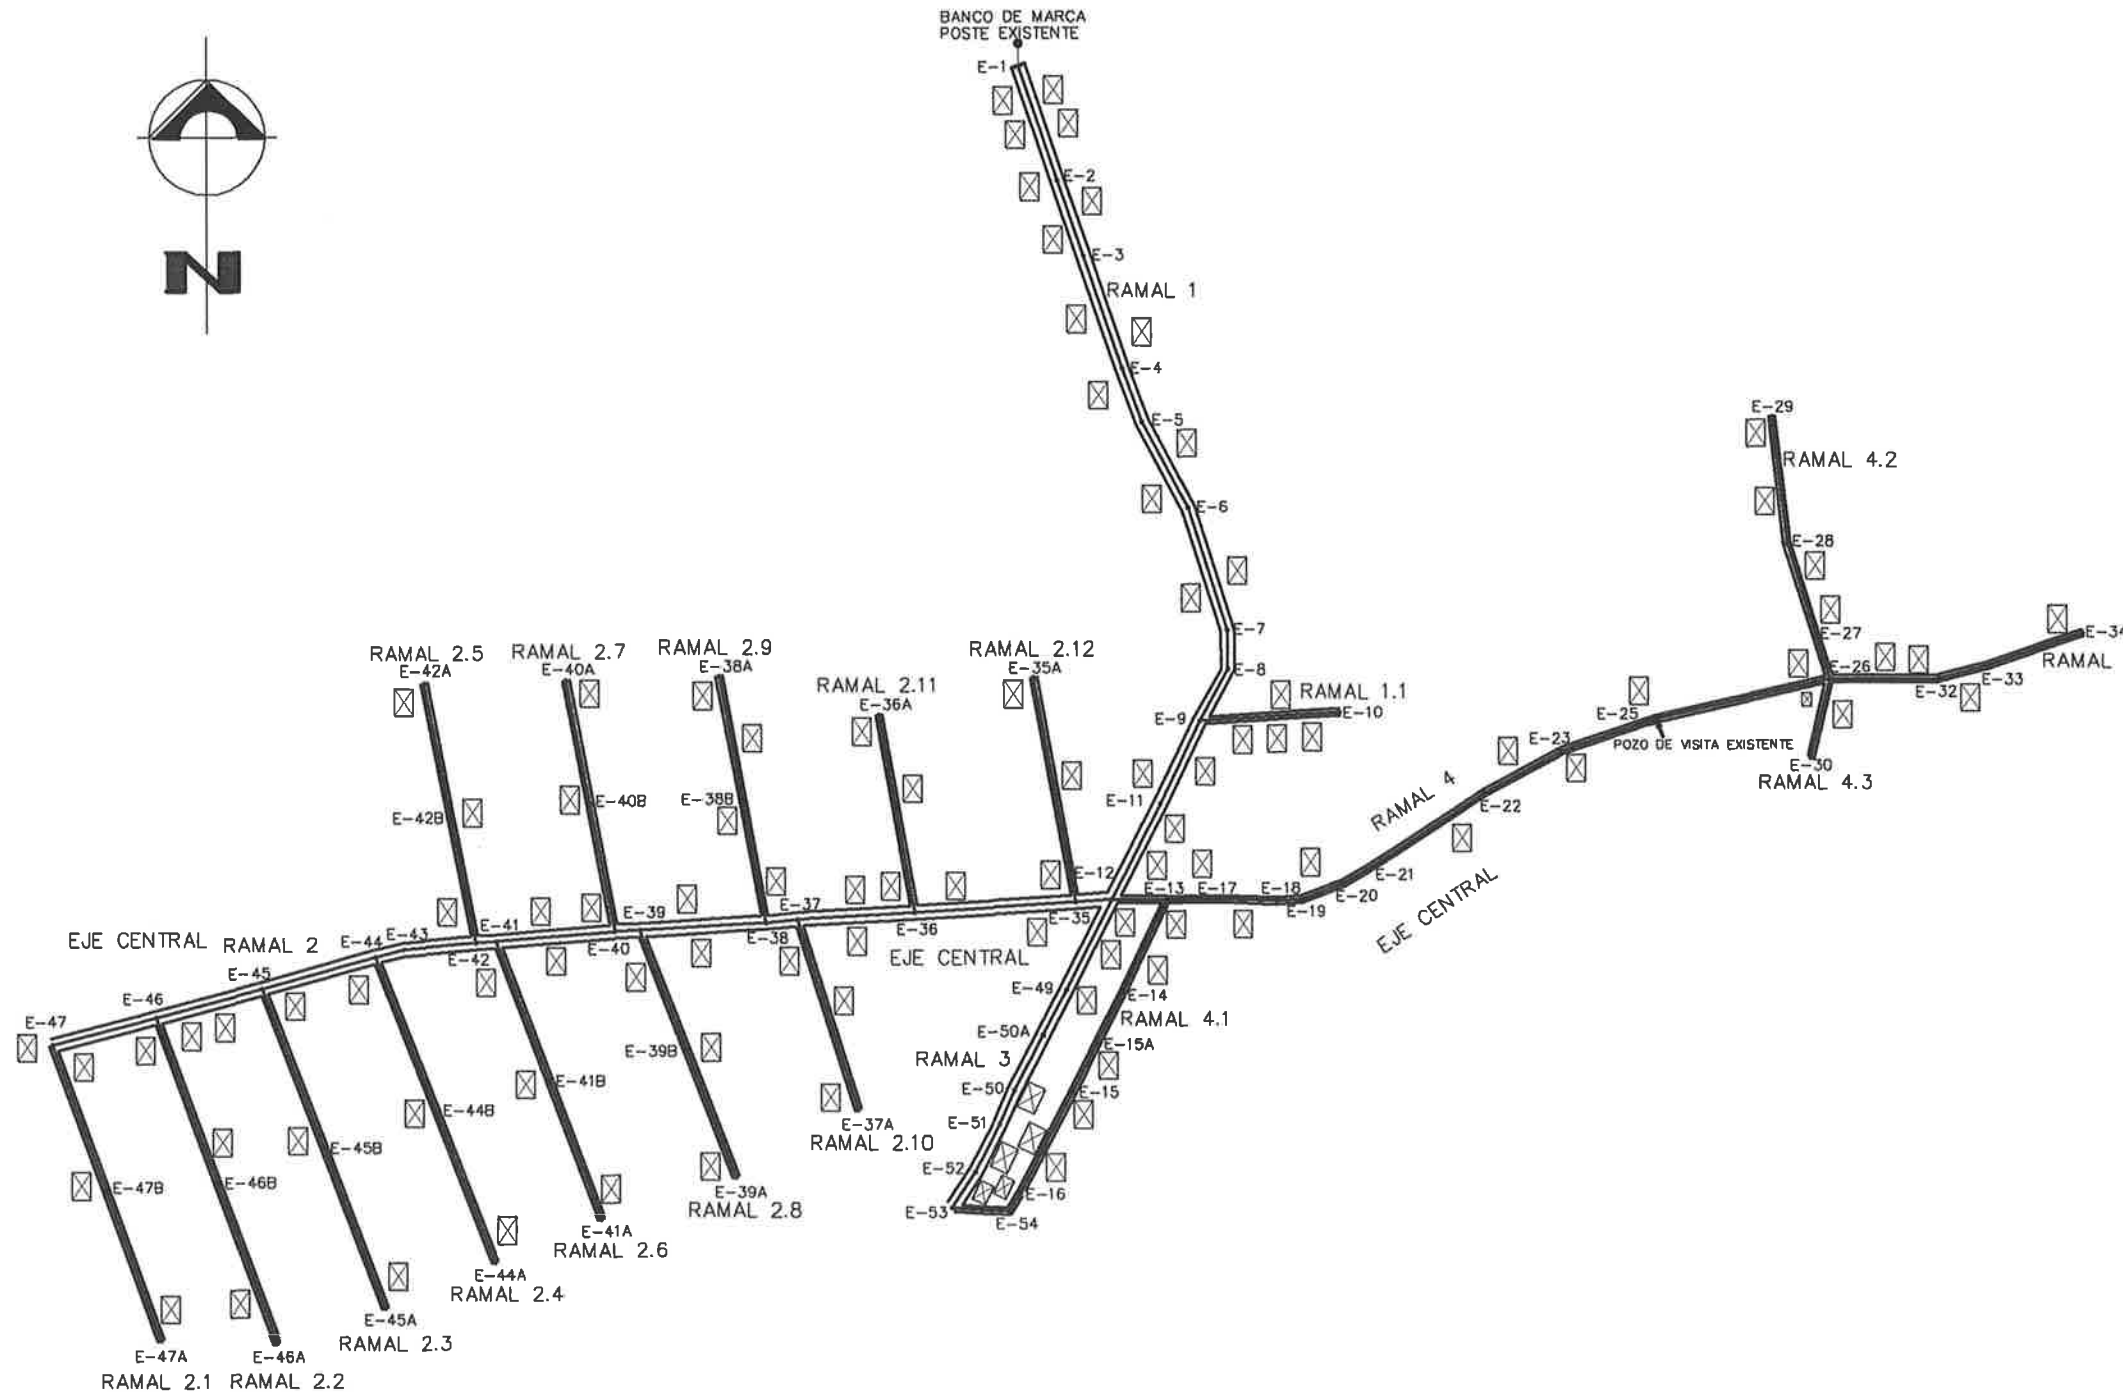 BANCO DE MARCA
POSTE EXISTENTE
E-1
N
E-2
E-3
RAMAL 1
E-4
E-5
E-6
E-7
E-8
E-9
RAMAL 1.1
E-10
E-11
E-12
E-29
RAMAL 4.2
E-28
E-27
E-26
E-34
RAMAL
E-33
E-32
E-25
E-23
POZO DE VISITA EXISTENTE
E-30
RAMAL 4.3
E-22
RAMAL 4
E-21
E-20
E-19
E-18
E-17
E-13
EJE CENTRAL
RAMAL 2.5
E-42A
RAMAL 2.7
E-40A
RAMAL 2.9
E-38A
RAMAL 2.11
E-36A
RAMAL 2.12
E-35A
E-42B
E-40B
E-38B
EJE CENTRAL
RAMAL 2
E-47
E-46
E-45
E-44
E-43
E-42
E-41
E-40
E-39
E-38
E-37
E-36
E-35
EJE CENTRAL
E-49
E-14
RAMAL 4.1
E-50A
E-15A
RAMAL 3
E-50
E-15
E-51
E-52
E-16
E-53
E-54
E-47B
E-46B
E-45B
E-44B
E-41B
E-39B
E-37A
RAMAL 2.10
E-39A
RAMAL 2.8
E-41A
RAMAL 2.6
E-44A
RAMAL 2.4
E-45A
RAMAL 2.3
E-46A
RAMAL 2.2
E-47A
RAMAL 2.1